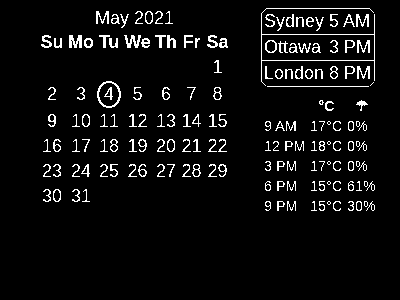 May 2021
Su Mo Tu We Th Fr Sa
1
2 3 4 5 6 7 8
9 10 11 12 13 14 15
16 17 18 19 20 21 22
23 24 25 26 27 28 29
30 31
Sydney 5 AM
Ottawa 3 PM
London 8 PM
°C ☂
9 AM 17°C 0%
12 PM 18°C 0%
3 PM 17°C 0%
6 PM 15°C 61%
9 PM 15°C 30%